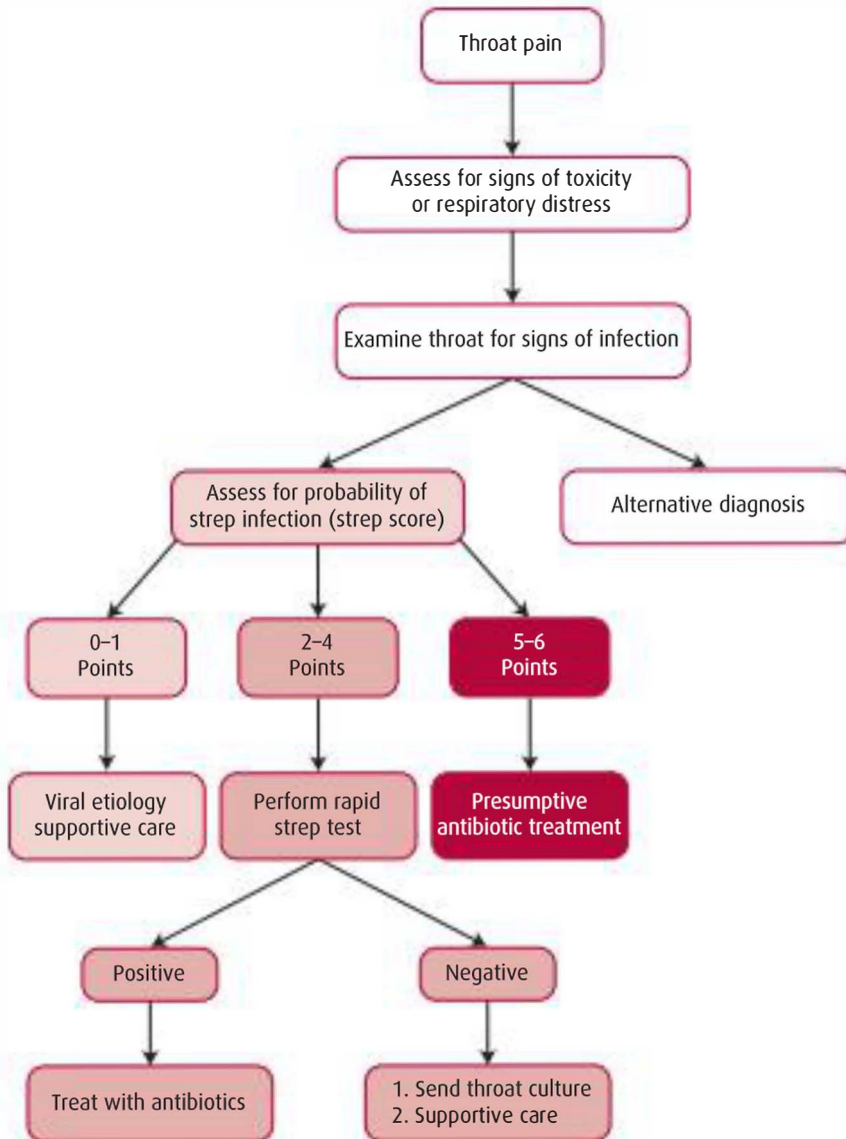 Throat pain
Assess for signs of toxicity
or respiratory distress
Examine throat for signs of infection
Assess for probability of
strep infection (strep score)
Alternative diagnosis
0–1
Points
2–4
Points
5–6
Points
Viral etiology
supportive care
Perform rapid
strep test
Presumptive
antibiotic treatment
Positive
Negative
Treat with antibiotics
1. Send throat culture
2. Supportive care